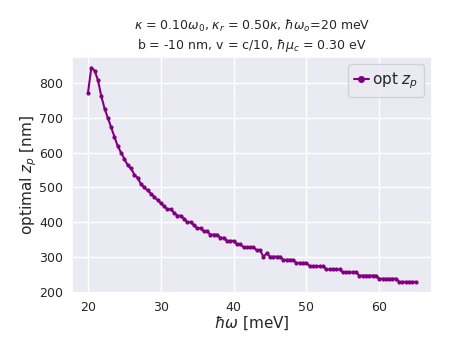 κ = 0.10ω₀, κᵣ = 0.50κ, ħωₒ=20 meV
b = -10 nm, v = c/10, ħμ_c = 0.30 eV
opt z_p
optimal z_p [nm]
800
700
600
500
400
300
200
20
30
40
50
60
ħω [meV]